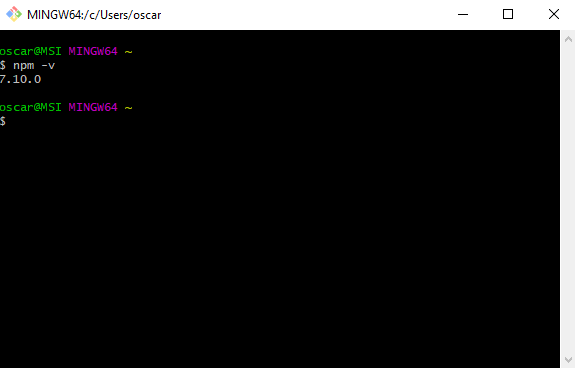 MINGW64:/c/Users/oscar
oscar@MSI MINGW64 ~
$ npm -v
7.10.0
oscar@MSI MINGW64 ~
$